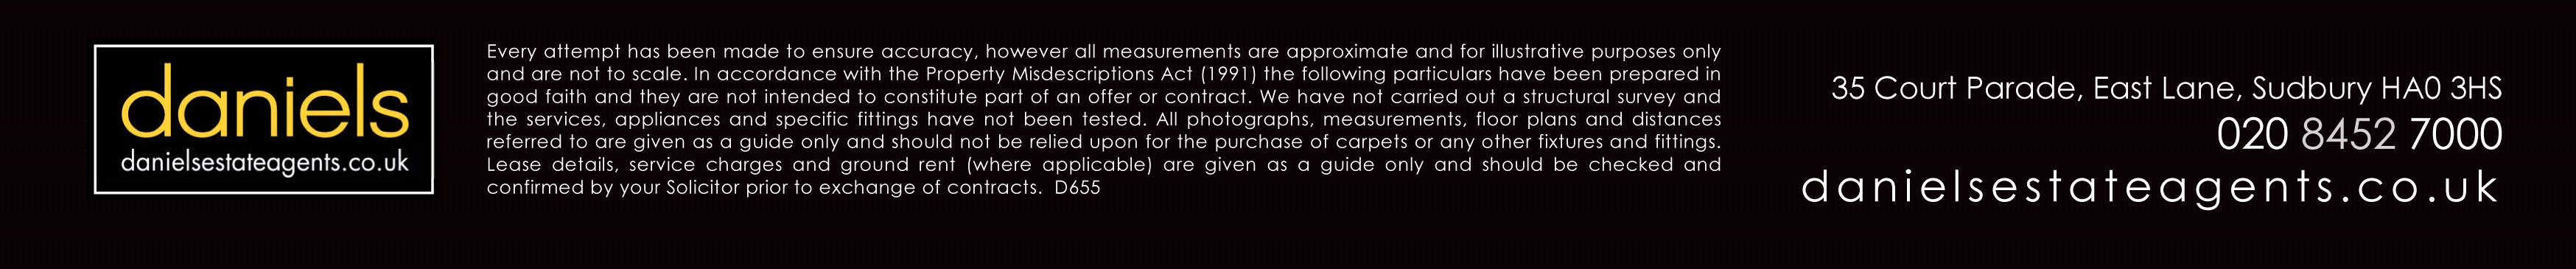 daniels
danielsestateagents.co.uk
Every attempt has been made to ensure accuracy, however all measurements are approximate and for illustrative purposes only
and are not to scale. In accordance with the Property Misdescriptions Act (1991) the following particulars have been prepared in
good faith and they are not intended to constitute part of an offer or contract. We have not carried out a structural survey and
the services, appliances and specific fittings have not been tested. All photographs, measurements, floor plans and distances
referred to are given as a guide only and should not be relied upon for the purchase of carpets or any other fixtures and fittings.
Lease details, service charges and ground rent (where applicable) are given as a guide only and should be checked and
confirmed by your Solicitor prior to exchange of contracts. D655
35 Court Parade, East Lane, Sudbury HA0 3HS
020 8452 7000
danielsestateagents.co.uk